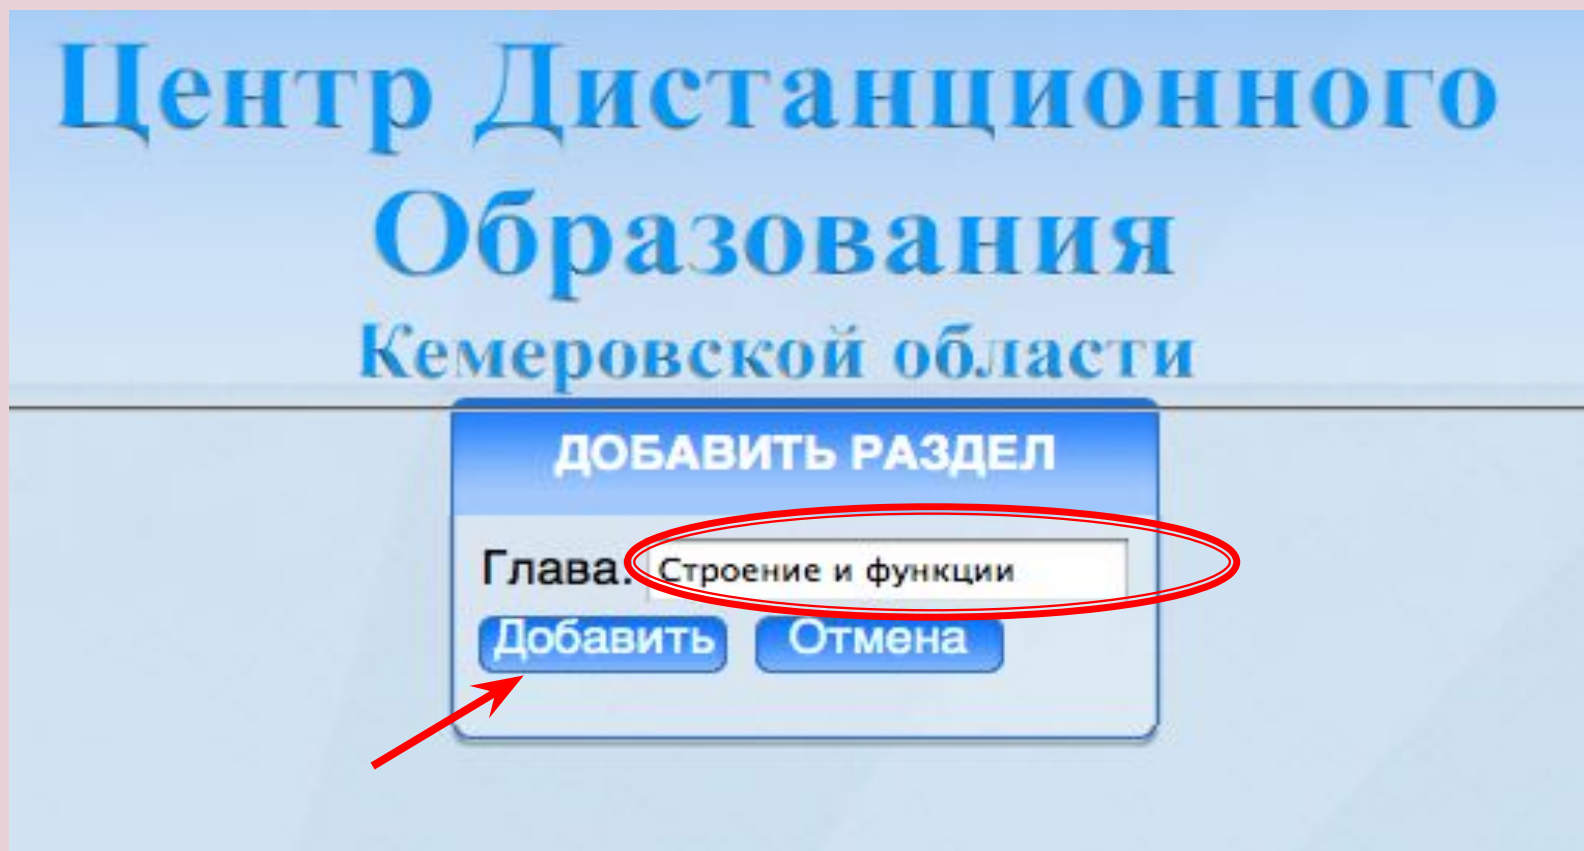 Центр Дистанционного
Образования
Кемеровской области
ДОБАВИТЬ РАЗДЕЛ
Глава: Строение и функции
Добавить Отмена